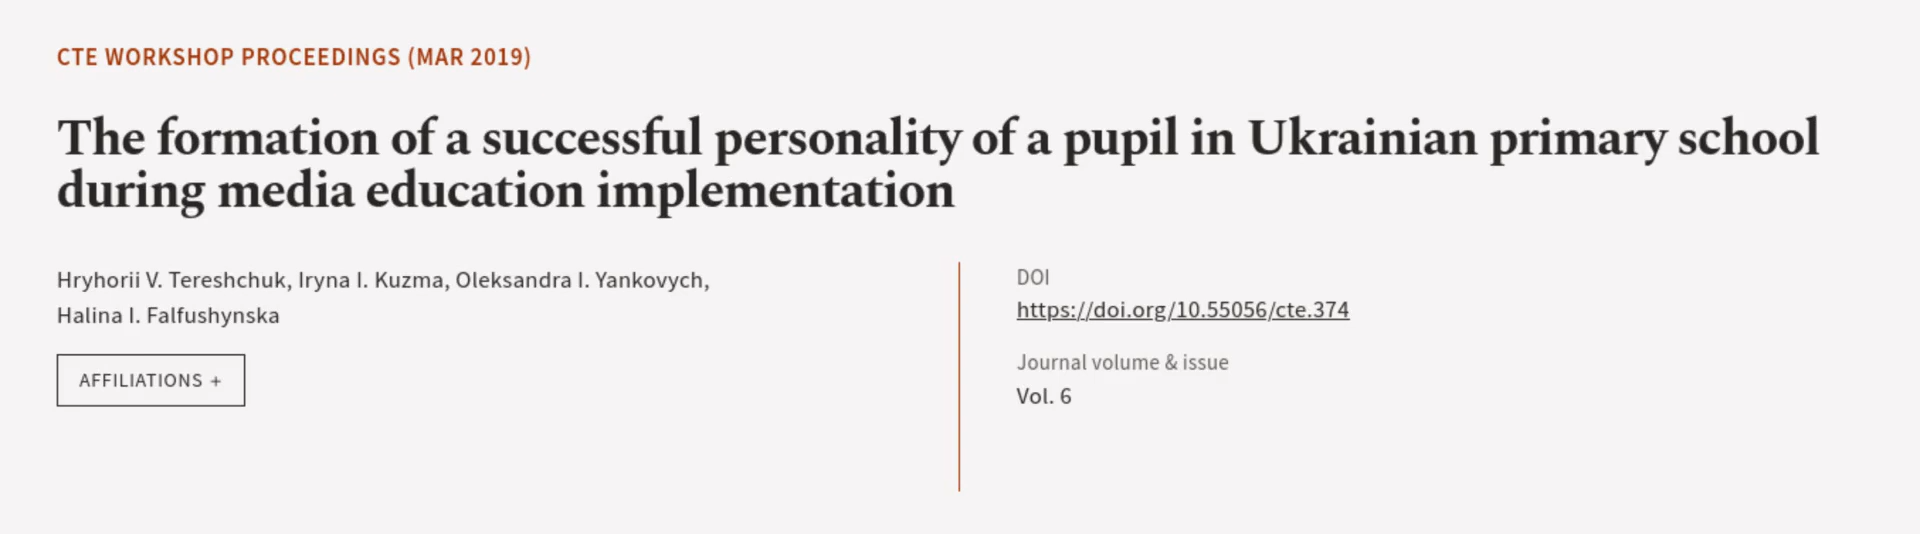 CTE WORKSHOP PROCEEDINGS (MAR 2019)
The formation of a successful personality of a pupil in Ukrainian primary school
during media education implementation
Hryhorii V. Tereshchuk, Iryna I. Kuzma, Oleksandra I. Yankovych,
Halina I. Falfushynska
AFFILIATIONS +
DOI
https://doi.org/10.55056/cte.374
Journal volume & issue
Vol. 6